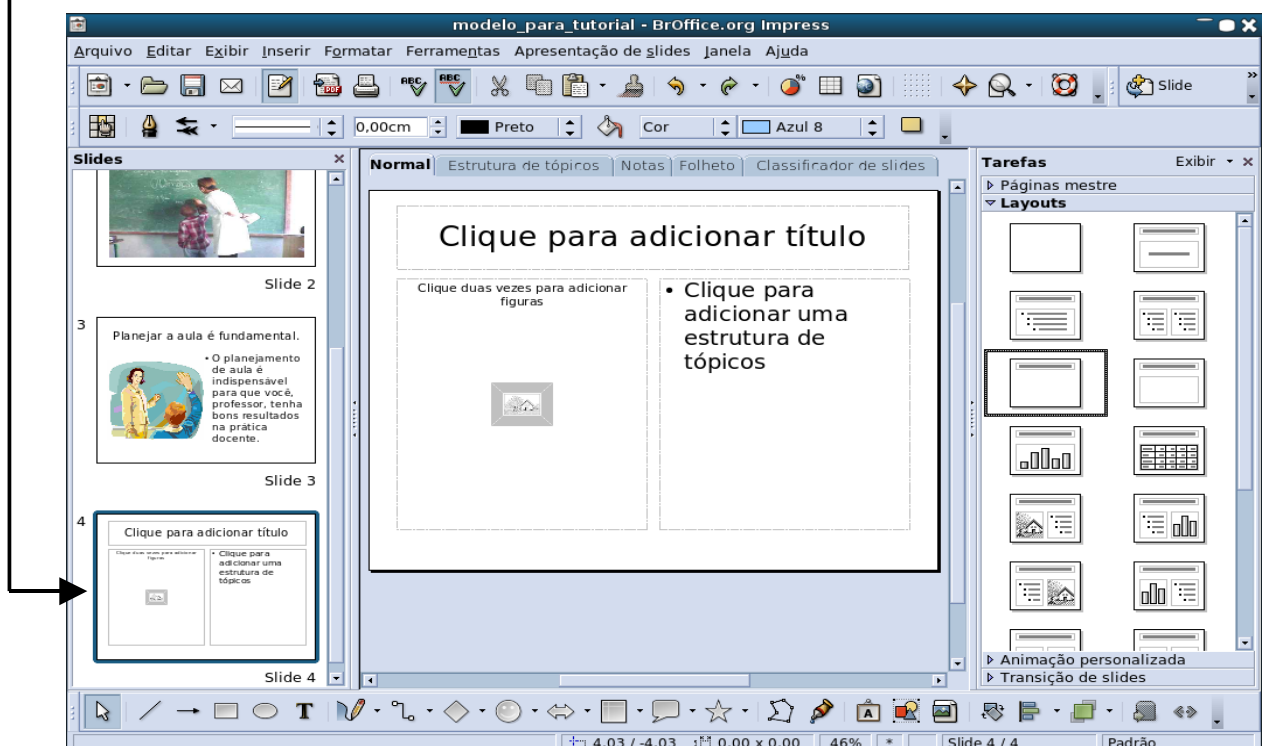 modelo_para_tutorial - BrOffice.org Impress
Arquivo Editar Exibir Inserir Formatar Ferramentas Apresentação de slides Janela Ajuda
ABC ABC Slide
0,00cm Preto Cor Azul 8
Slides
Slide 2
3
Planejar a aula é fundamental.
• O planejamento
de aula é
indispensável
para que você,
professor, tenha
bons resultados
na prática
docente.
Slide 3
4
Clique para adicionar título
Clique duas vezes para adicionar
figuras
• Clique para
adicionar uma
estrutura de
tópicos
Slide 4
Normal Estrutura de tópicos Notas Folheto Classificador de slides
Clique para adicionar título
Clique duas vezes para adicionar
figuras
• Clique para
adicionar uma
estrutura de
tópicos
Tarefas Exibir
Páginas mestre
Layouts
Animação personalizada
Transição de slides
T A
4,03 / -4,03 0,00 x 0,00 46% * Slide 4 / 4 Padrão